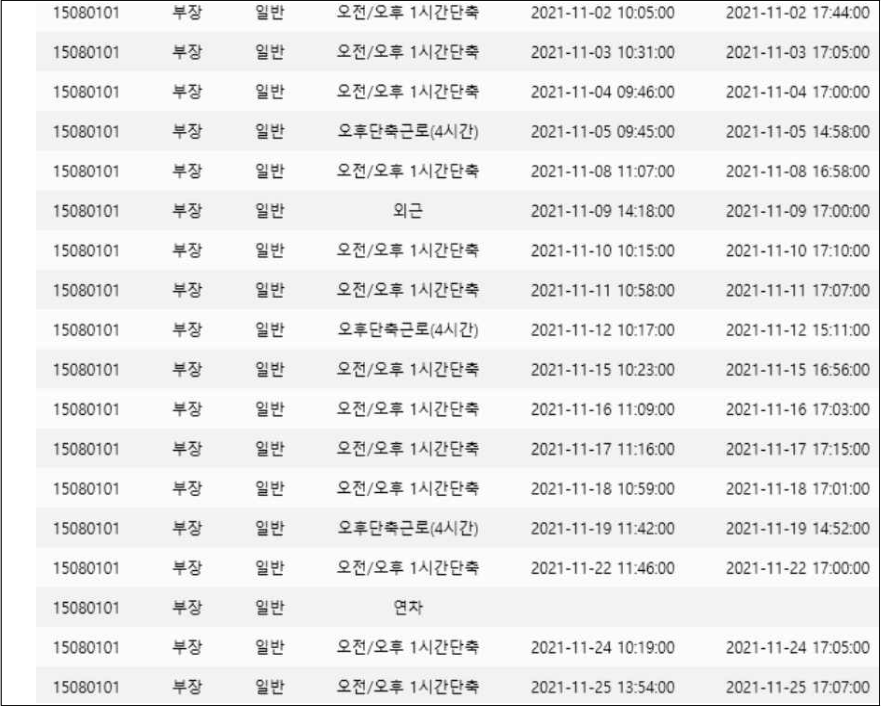 15080101 부장 일반 오전/오후 1시간단축 2021-11-02 10:05:00 2021-11-02 17:44:00
15080101 부장 일반 오전/오후 1시간단축 2021-11-03 10:31:00 2021-11-03 17:05:00
15080101 부장 일반 오전/오후 1시간단축 2021-11-04 09:46:00 2021-11-04 17:00:00
15080101 부장 일반 오후단축근로(4시간) 2021-11-05 09:45:00 2021-11-05 14:58:00
15080101 부장 일반 오전/오후 1시간단축 2021-11-08 11:07:00 2021-11-08 16:58:00
15080101 부장 일반 외근 2021-11-09 14:18:00 2021-11-09 17:00:00
15080101 부장 일반 오전/오후 1시간단축 2021-11-10 10:15:00 2021-11-10 17:10:00
15080101 부장 일반 오전/오후 1시간단축 2021-11-11 10:58:00 2021-11-11 17:07:00
15080101 부장 일반 오후단축근로(4시간) 2021-11-12 10:17:00 2021-11-12 15:11:00
15080101 부장 일반 오전/오후 1시간단축 2021-11-15 10:23:00 2021-11-15 16:56:00
15080101 부장 일반 오전/오후 1시간단축 2021-11-16 11:09:00 2021-11-16 17:03:00
15080101 부장 일반 오전/오후 1시간단축 2021-11-17 11:16:00 2021-11-17 17:15:00
15080101 부장 일반 오전/오후 1시간단축 2021-11-18 10:59:00 2021-11-18 17:01:00
15080101 부장 일반 오후단축근로(4시간) 2021-11-19 11:42:00 2021-11-19 14:52:00
15080101 부장 일반 오전/오후 1시간단축 2021-11-22 11:46:00 2021-11-22 17:00:00
15080101 부장 일반 연차
15080101 부장 일반 오전/오후 1시간단축 2021-11-24 10:19:00 2021-11-24 17:05:00
15080101 부장 일반 오전/오후 1시간단축 2021-11-25 13:54:00 2021-11-25 17:07:00